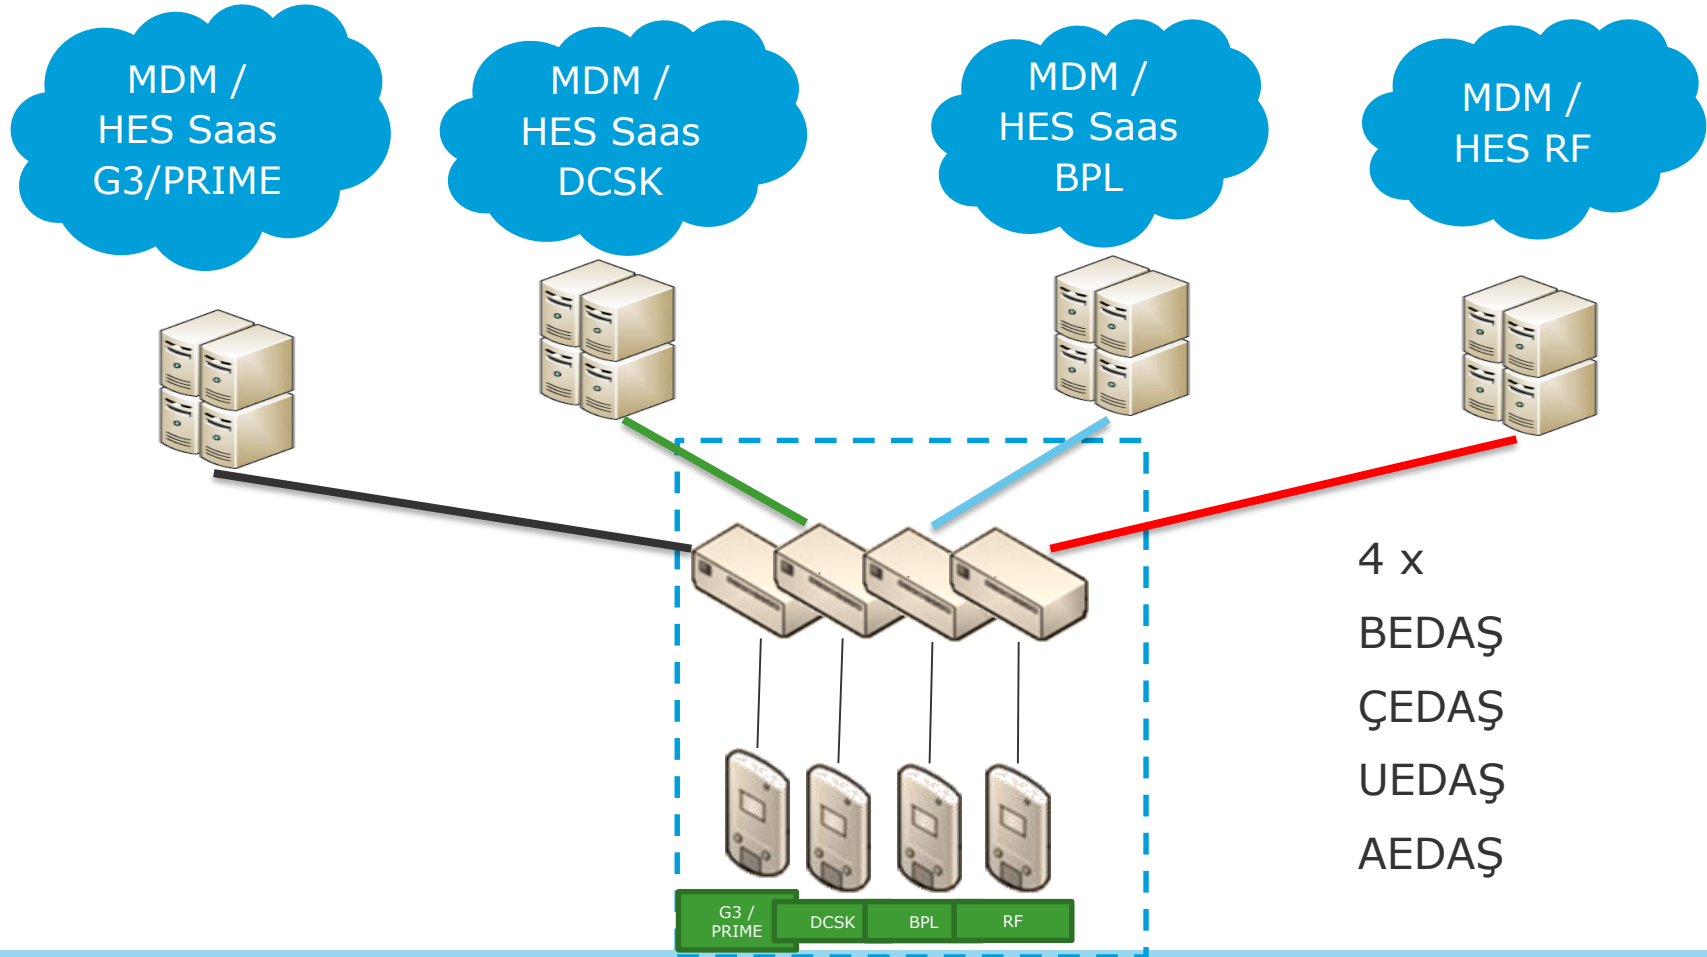 MDM /
HES Saas
G3/PRIME
MDM /
HES Saas
DCSK
MDM /
HES Saas
BPL
MDM /
HES RF
4 x
BEDAŞ
ÇEDAŞ
UEDAŞ
AEDAŞ
G3 /
PRIME
DCSK
BPL
RF